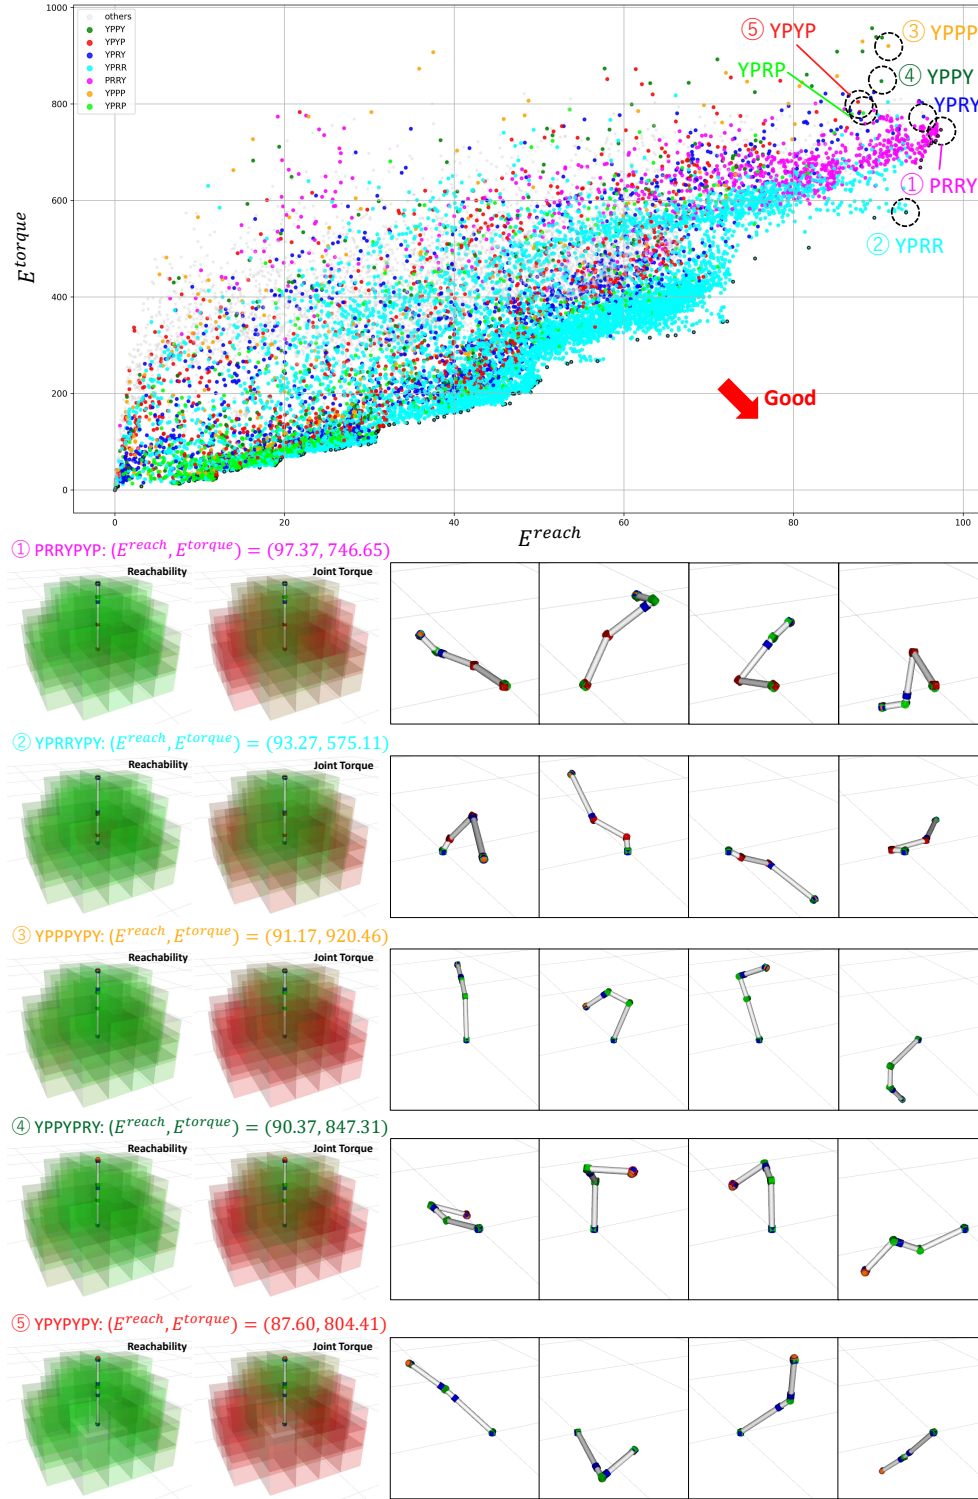 others
YPPY
YPYP
YPRY
YPRR
PRRY
YPPP
YPRP
⑤ YPYP
③ YPPP
YPRP
④ YPPY
YPRY
① PRRY
② YPRR
Good
1000
800
600
400
200
0
E^torque
0 20 40 60 80 100
E^reach
① PRRYPYP: (E^reach, E^torque) = (97.37, 746.65)
Reachability Joint Torque
② YPRRYPY: (E^reach, E^torque) = (93.27, 575.11)
Reachability Joint Torque
③ YPPPYPY: (E^reach, E^torque) = (91.17, 920.46)
Reachability Joint Torque
④ YPPYPRY: (E^reach, E^torque) = (90.37, 847.31)
Reachability Joint Torque
⑤ YPYPYPY: (E^reach, E^torque) = (87.60, 804.41)
Reachability Joint Torque